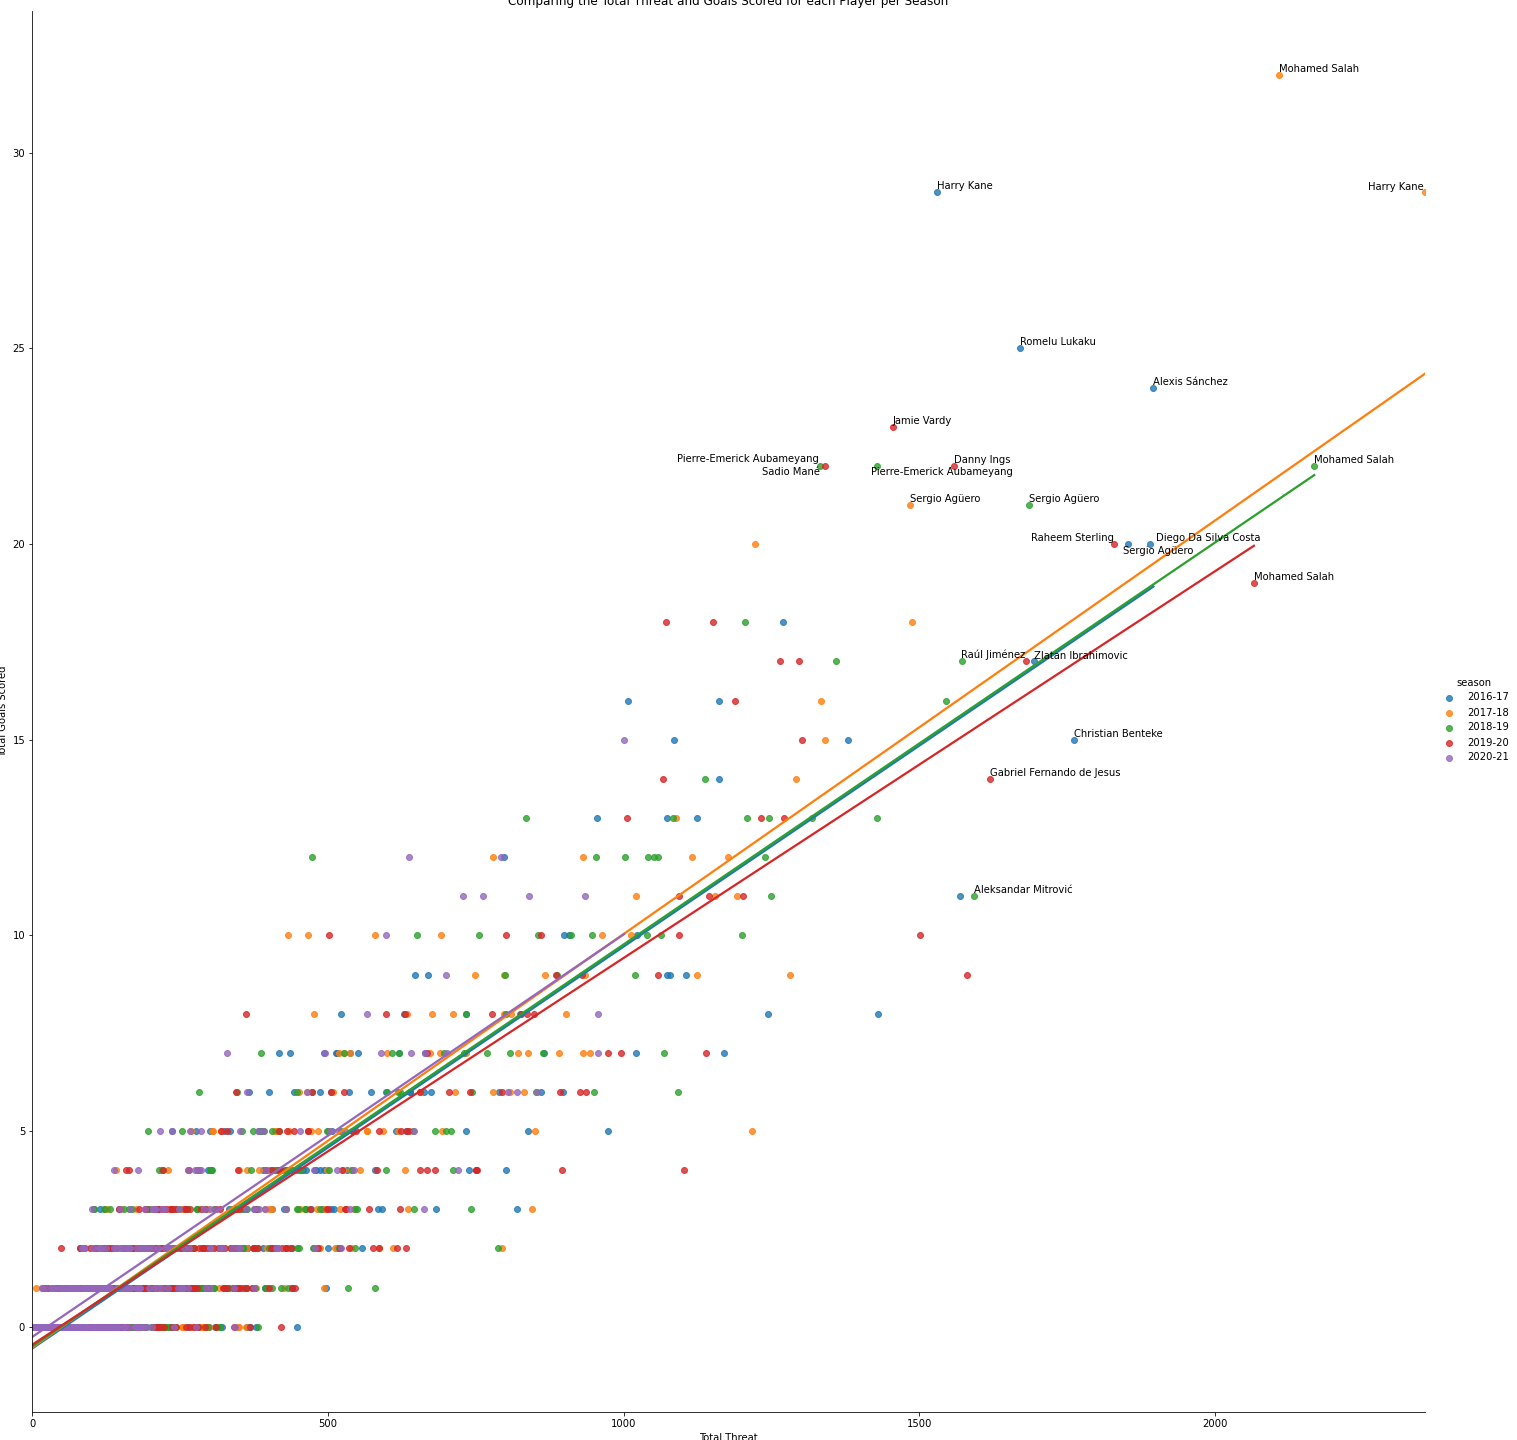 Comparing the Total Threat and Goals Scored for each Player per Season
Mohamed Salah
30
Harry Kane
Harry Kane
25
Romelu Lukaku
Alexis Sánchez
Jamie Vardy
Pierre-Emerick Aubameyang
Danny Ings
Mohamed Salah
Sadio Mané
Pierre-Emerick Aubameyang
Sergio Agüero
Sergio Agüero
20
Raheem Sterling
Diego Da Silva Costa
Sergio Agüero
Mohamed Salah
Raúl Jiménez
Zlatan Ibrahimovic
Total Goals Scored
season
2016-17
2017-18
2018-19
2019-20
2020-21
15
Christian Benteke
Gabriel Fernando de Jesus
Aleksandar Mitrović
10
5
0
0
500
1000
1500
2000
Total Threat